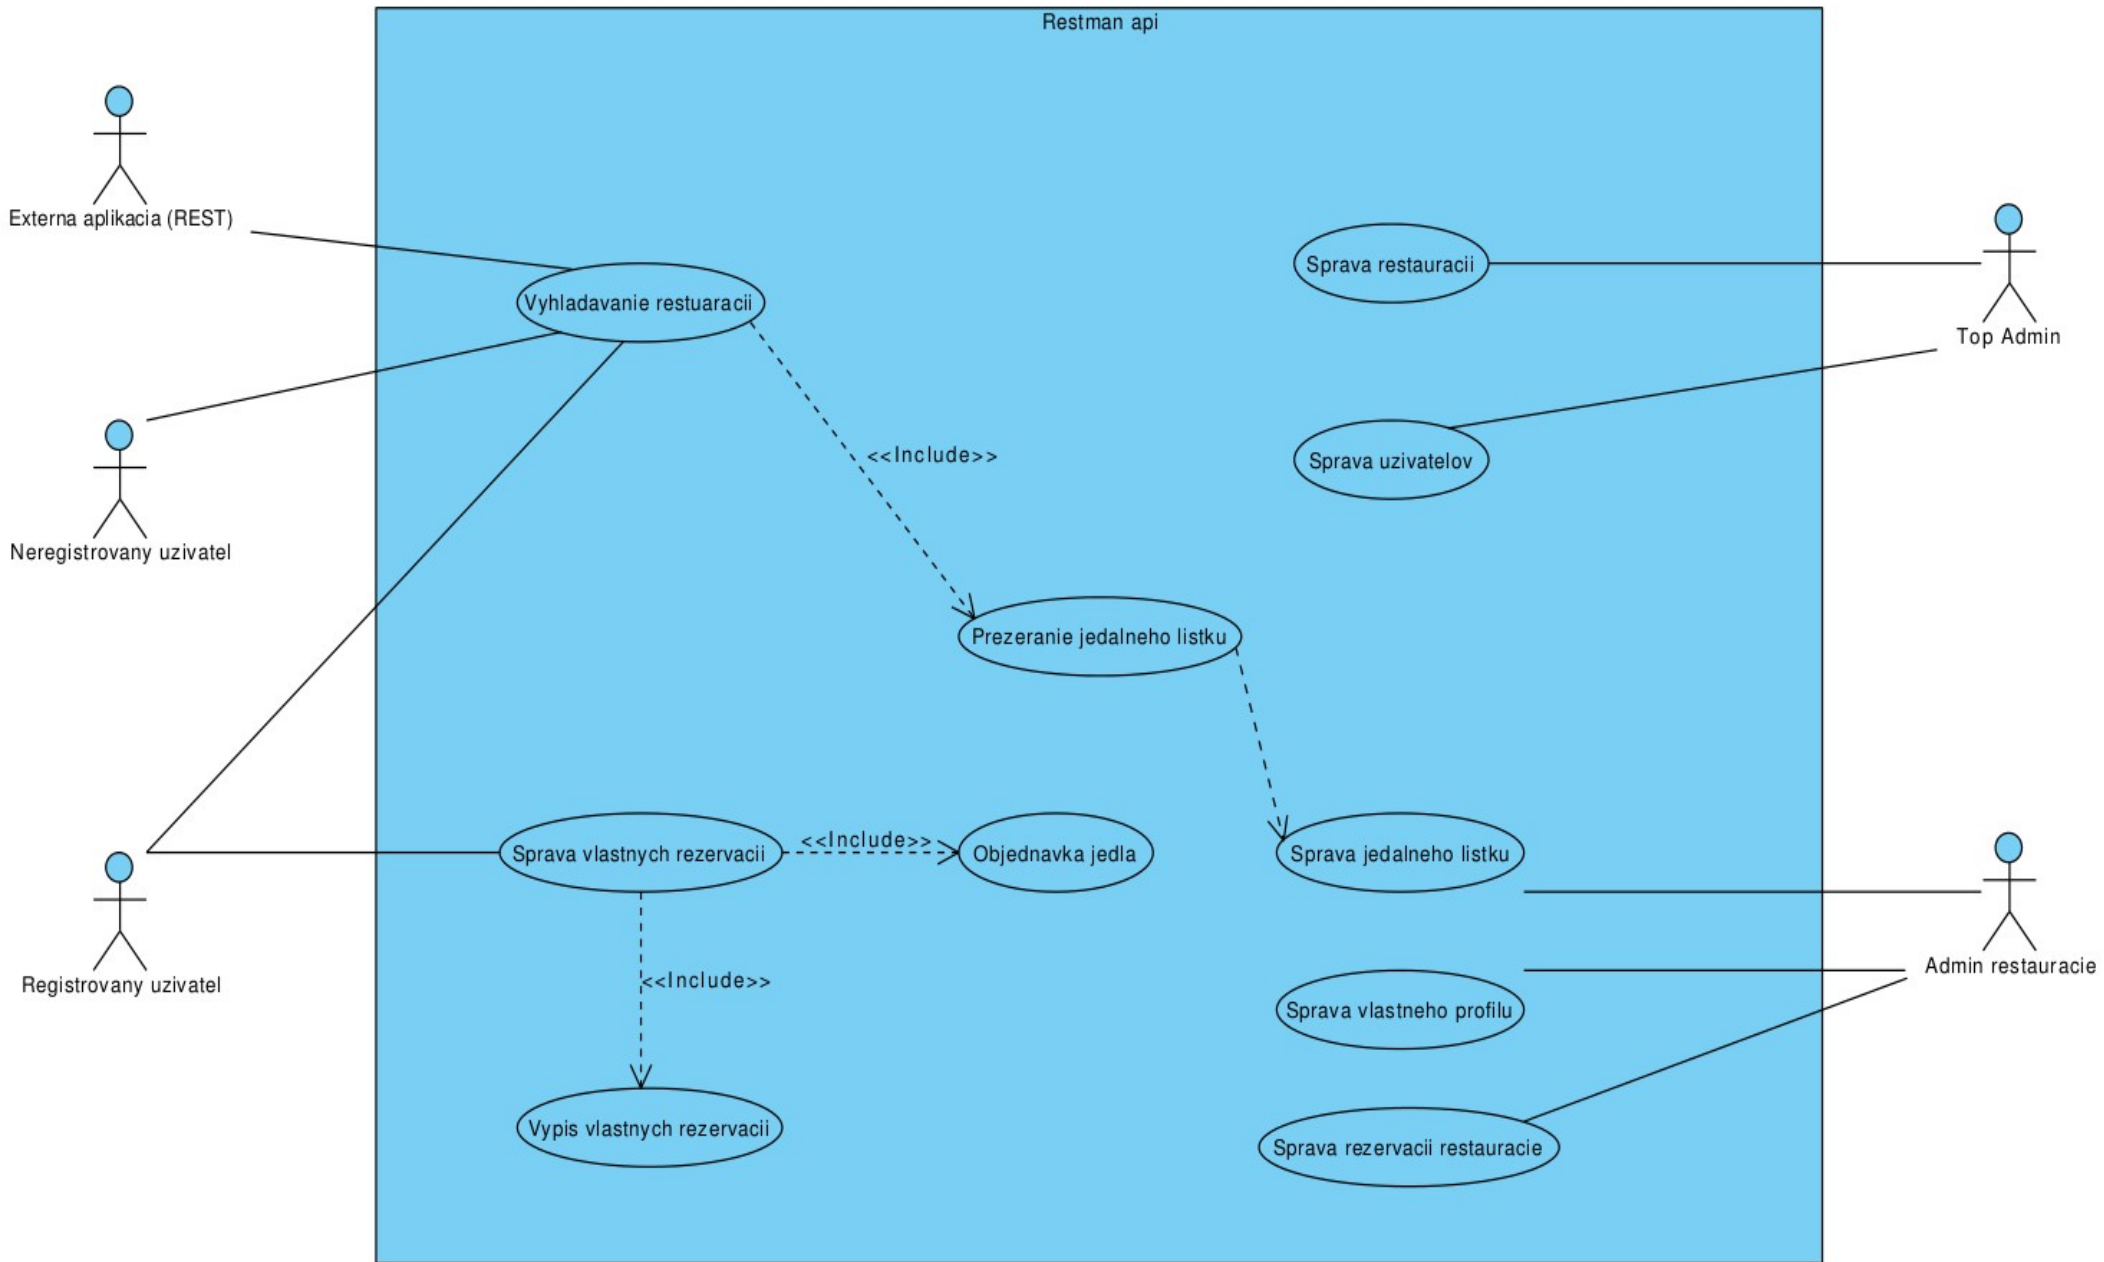 Restman api
Externa aplikacia (REST)
Vyhladavanie restuaracii
Sprava restauracii
Top Admin
<<Include>>
Sprava uzivatelov
Neregistrovany uzivatel
Prezeranie jedalneho listku
Sprava vlastnych rezervacii
<<Include>>
Objednavka jedla
Sprava jedalneho listku
Registrovany uzivatel
<<Include>>
Admin restauracie
Sprava vlastneho profilu
Vypis vlastnych rezervacii
Sprava rezervacii restauracie